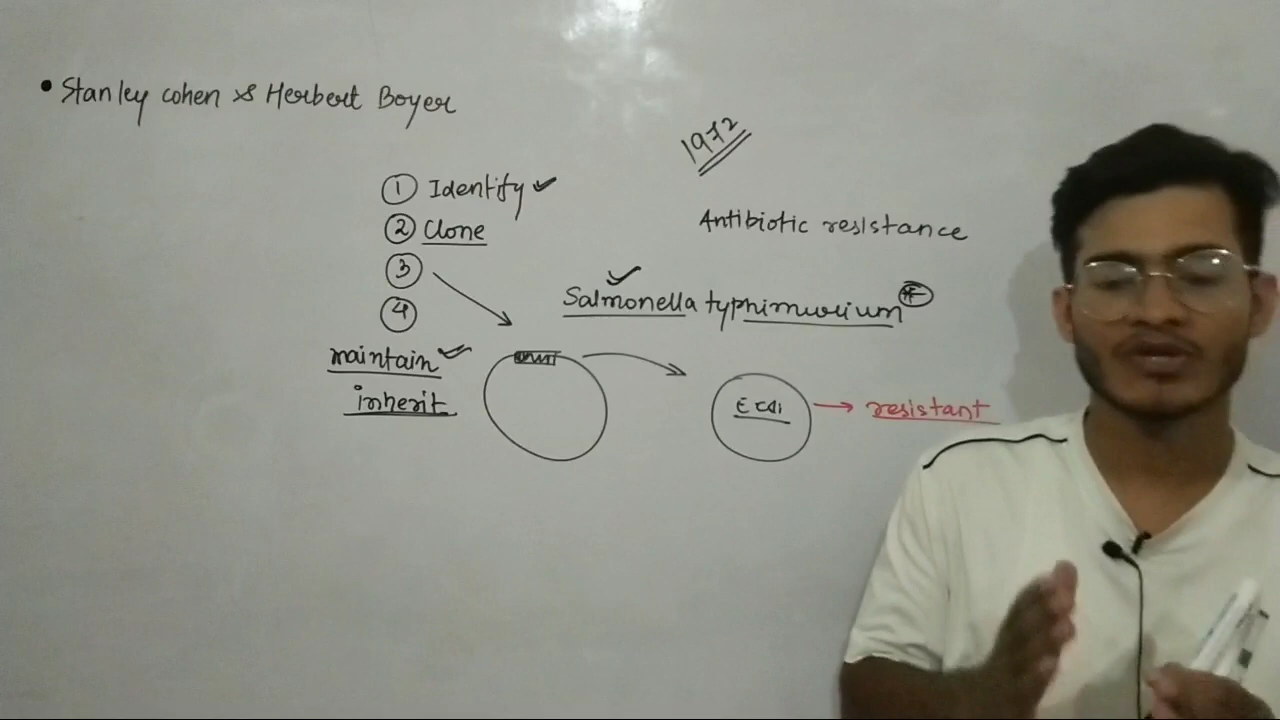 • Stanley cohen & Herbert Boyer
1972
① Identify ✓
② Clone
③
④
Antibiotic resistance
Salmonella typhimurium
maintain ✓
inherit
E coli
resistant